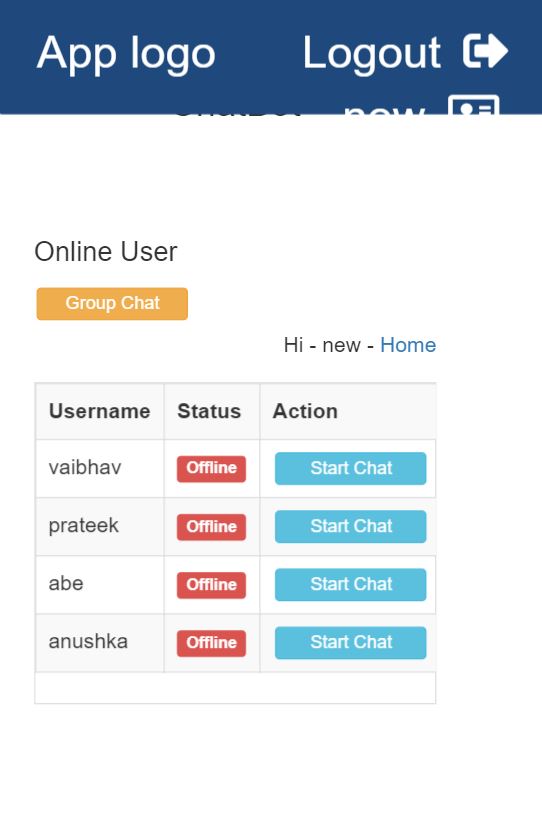 App logo Logout
new
Online User
Group Chat
Hi - new - Home
Username Status Action
vaibhav Offline Start Chat
prateek Offline Start Chat
abe Offline Start Chat
anushka Offline Start Chat